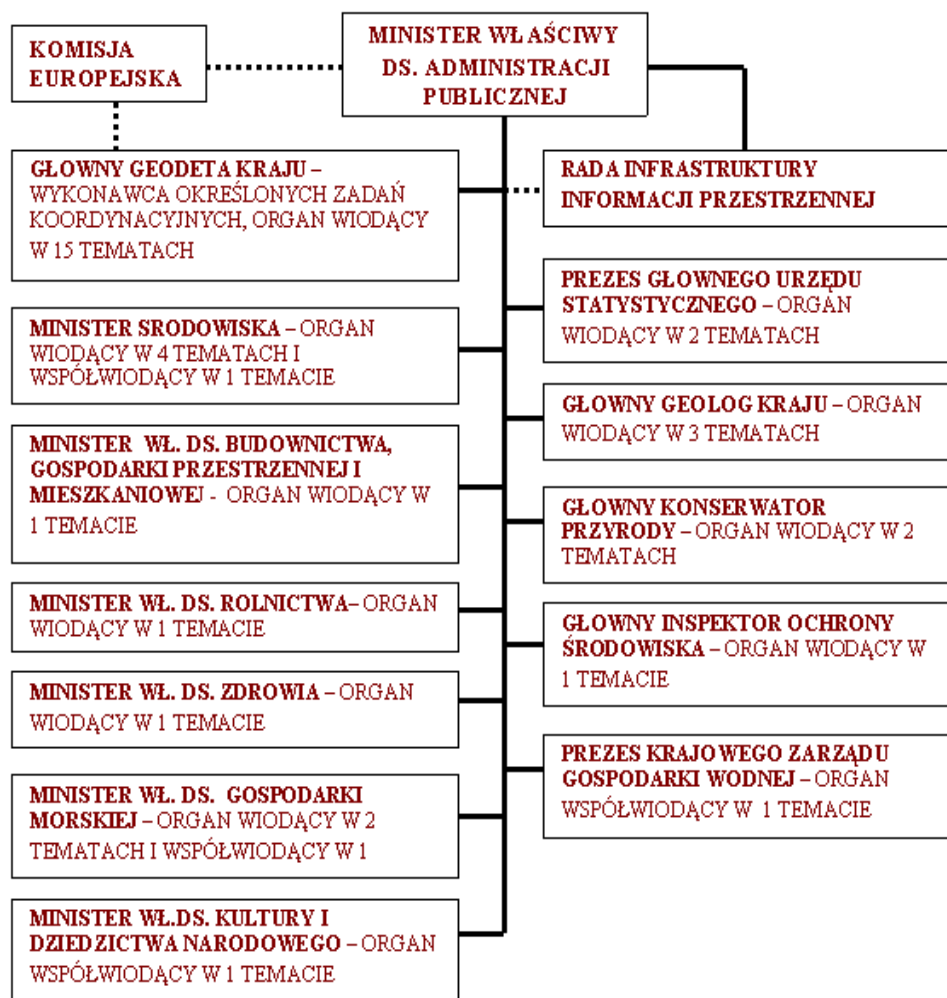 KOMISJA
EUROPEJSKA
MINISTER WŁAŚCIWY
DS. ADMINISTRACJI
PUBLICZNEJ
GŁOWNY GEODETA KRAJU –
WYKONAWCA OKREŚLONYCH ZADAŃ
KOORDYNACYJNYCH, ORGAN WIODĄCY
W 15 TEMATACH
RADA INFRASTRUKTURY
INFORMACJI PRZESTRZENNEJ
MINISTER SRODOWISKA – ORGAN
WIODĄCY W 4 TEMATACH I
WSPÓŁWIODĄCY W 1 TEMACIE
MINISTER WŁ. DS. BUDOWNICTWA,
GOSPODARKI PRZESTRZENNEJ I
MIESZKANIOWEJ - ORGAN WIODĄCY W
1 TEMACIE
MINISTER WŁ. DS. ROLNICTWA– ORGAN
WIODĄCY W 1 TEMACIE
MINISTER WŁ. DS. ZDROWIA – ORGAN
WIODĄCY W 1 TEMACIE
MINISTER WŁ. DS. GOSPODARKI
MORSKIEJ – ORGAN WIODĄCY W 2
TEMATACH I WSPÓŁWIODĄCY W 1
MINISTER WŁ.DS. KULTURY I
DZIEDZICTWA NARODOWEGO – ORGAN
WSPÓŁWIODĄCY W 1 TEMACIE
PREZES GŁOWNEGO URZĘDU
STATYSTYCZNEGO – ORGAN
WIODĄCY W 2 TEMATACH
GŁOWNY GEOLOG KRAJU – ORGAN
WIODĄCY W 3 TEMATACH
GŁOWNY KONSERWATOR
PRZYRODY – ORGAN WIODĄCY W 2
TEMATACH
GŁOWNY INSPEKTOR OCHRONY
ŚRODOWISKA – ORGAN WIODĄCY W
1 TEMACIE
PREZES KRAJOWEGO ZARZĄDU
GOSPODARKI WODNEJ – ORGAN
WSPÓŁWIODĄCY W 1 TEMACIE